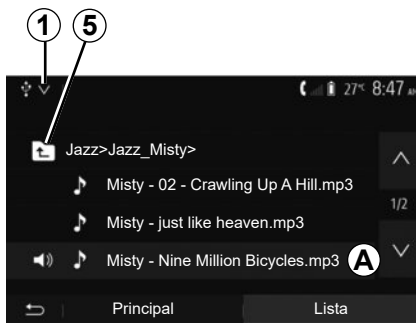 1 5
27°C 8:47 AM
Jazz>Jazz_Misty>
Misty - 02 - Crawling Up A Hill.mp3
1/2
Misty - just like heaven.mp3
Misty - Nine Million Bicycles.mp3 A
Principal Lista